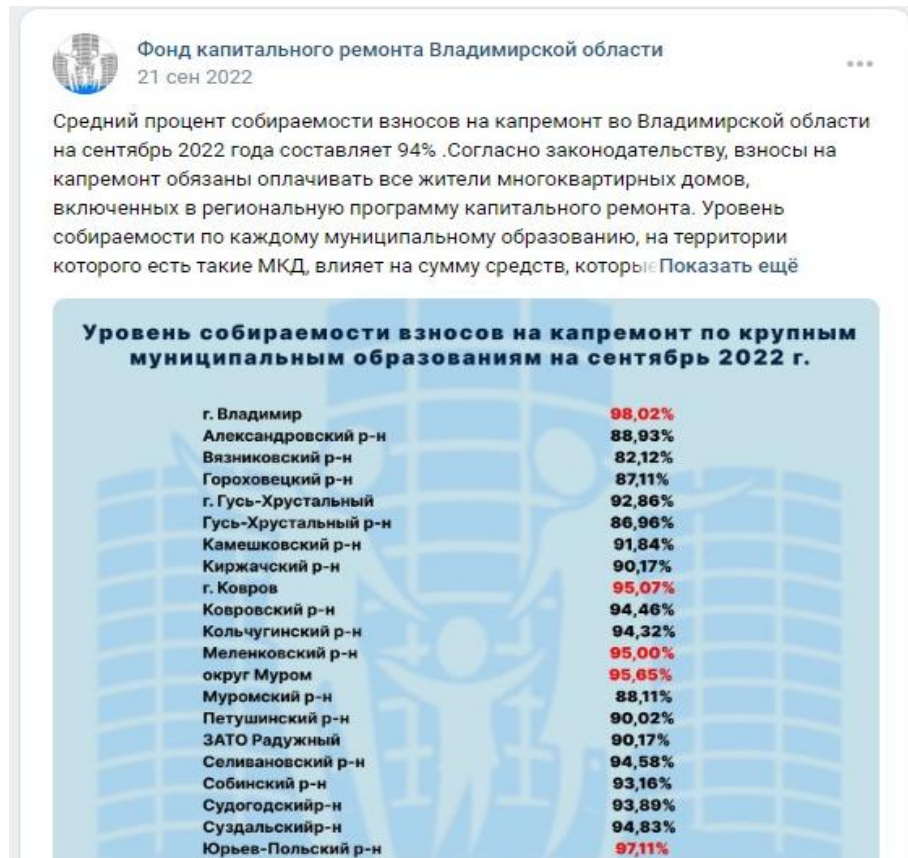 Фонд капитального ремонта Владимирской области
21 сен 2022
Средний процент собираемости взносов на капремонт во Владимирской области
на сентябрь 2022 года составляет 94% .Согласно законодательству, взносы на
капремонт обязаны оплачивать все жители многоквартирных домов,
включенных в региональную программу капитального ремонта. Уровень
собираемости по каждому муниципальному образованию, на территории
которого есть такие МКД, влияет на сумму средств, которые Показать ещё
Уровень собираемости взносов на капремонт по крупным
муниципальным образованиям на сентябрь 2022 г.
г. Владимир 98,02%
Александровский р-н 88,93%
Вязниковский р-н 82,12%
Гороховецкий р-н 87,11%
г. Гусь-Хрустальный 92,86%
Гусь-Хрустальный р-н 86,96%
Камешковский р-н 91,84%
Киржачский р-н 90,17%
г. Ковров 95,07%
Ковровский р-н 94,46%
Кольчугинский р-н 94,32%
Меленковский р-н 95,00%
округ Муром 95,65%
Муромский р-н 88,11%
Петушинский р-н 90,02%
ЗАТО Радужный 90,17%
Селивановский р-н 94,58%
Собинский р-н 93,16%
Судогодскийр-н 93,89%
Суздальскийр-н 94,83%
Юрьев-Польский р-н 97,11%